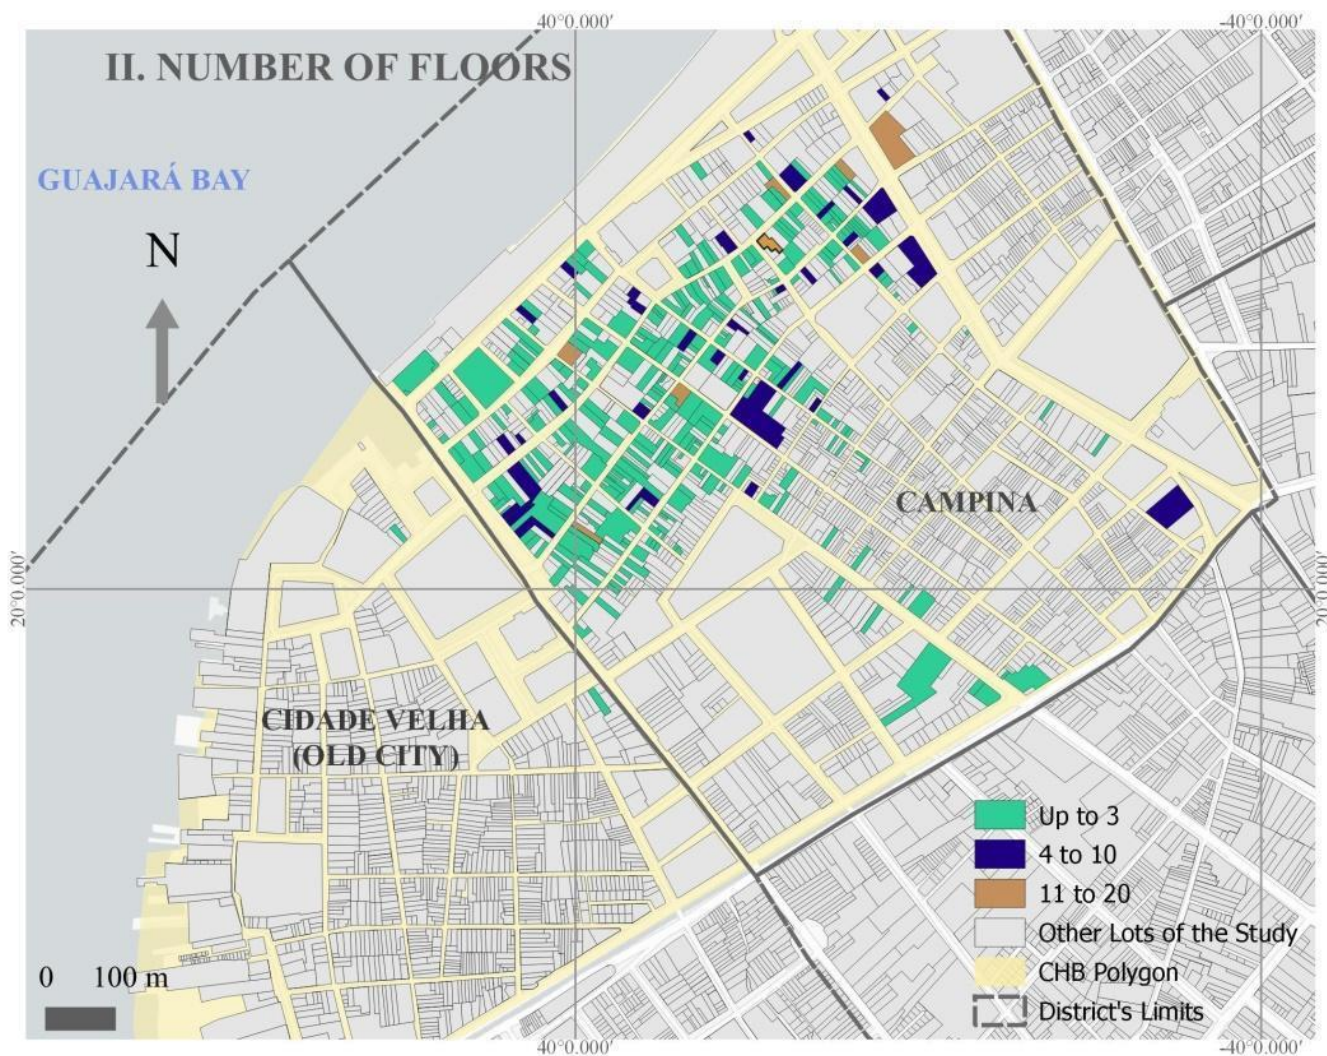 40°0.000′ -40°0.000′
II. NUMBER OF FLOORS
GUAJARÁ BAY
N
CAMPINA
20°0.000′ 20°0.000′
CIDADE VELHA
(OLD CITY)
Up to 3
4 to 10
11 to 20
Other Lots of the Study
CHB Polygon
District's Limits
0 100 m
40°0.000′ -40°0.000′